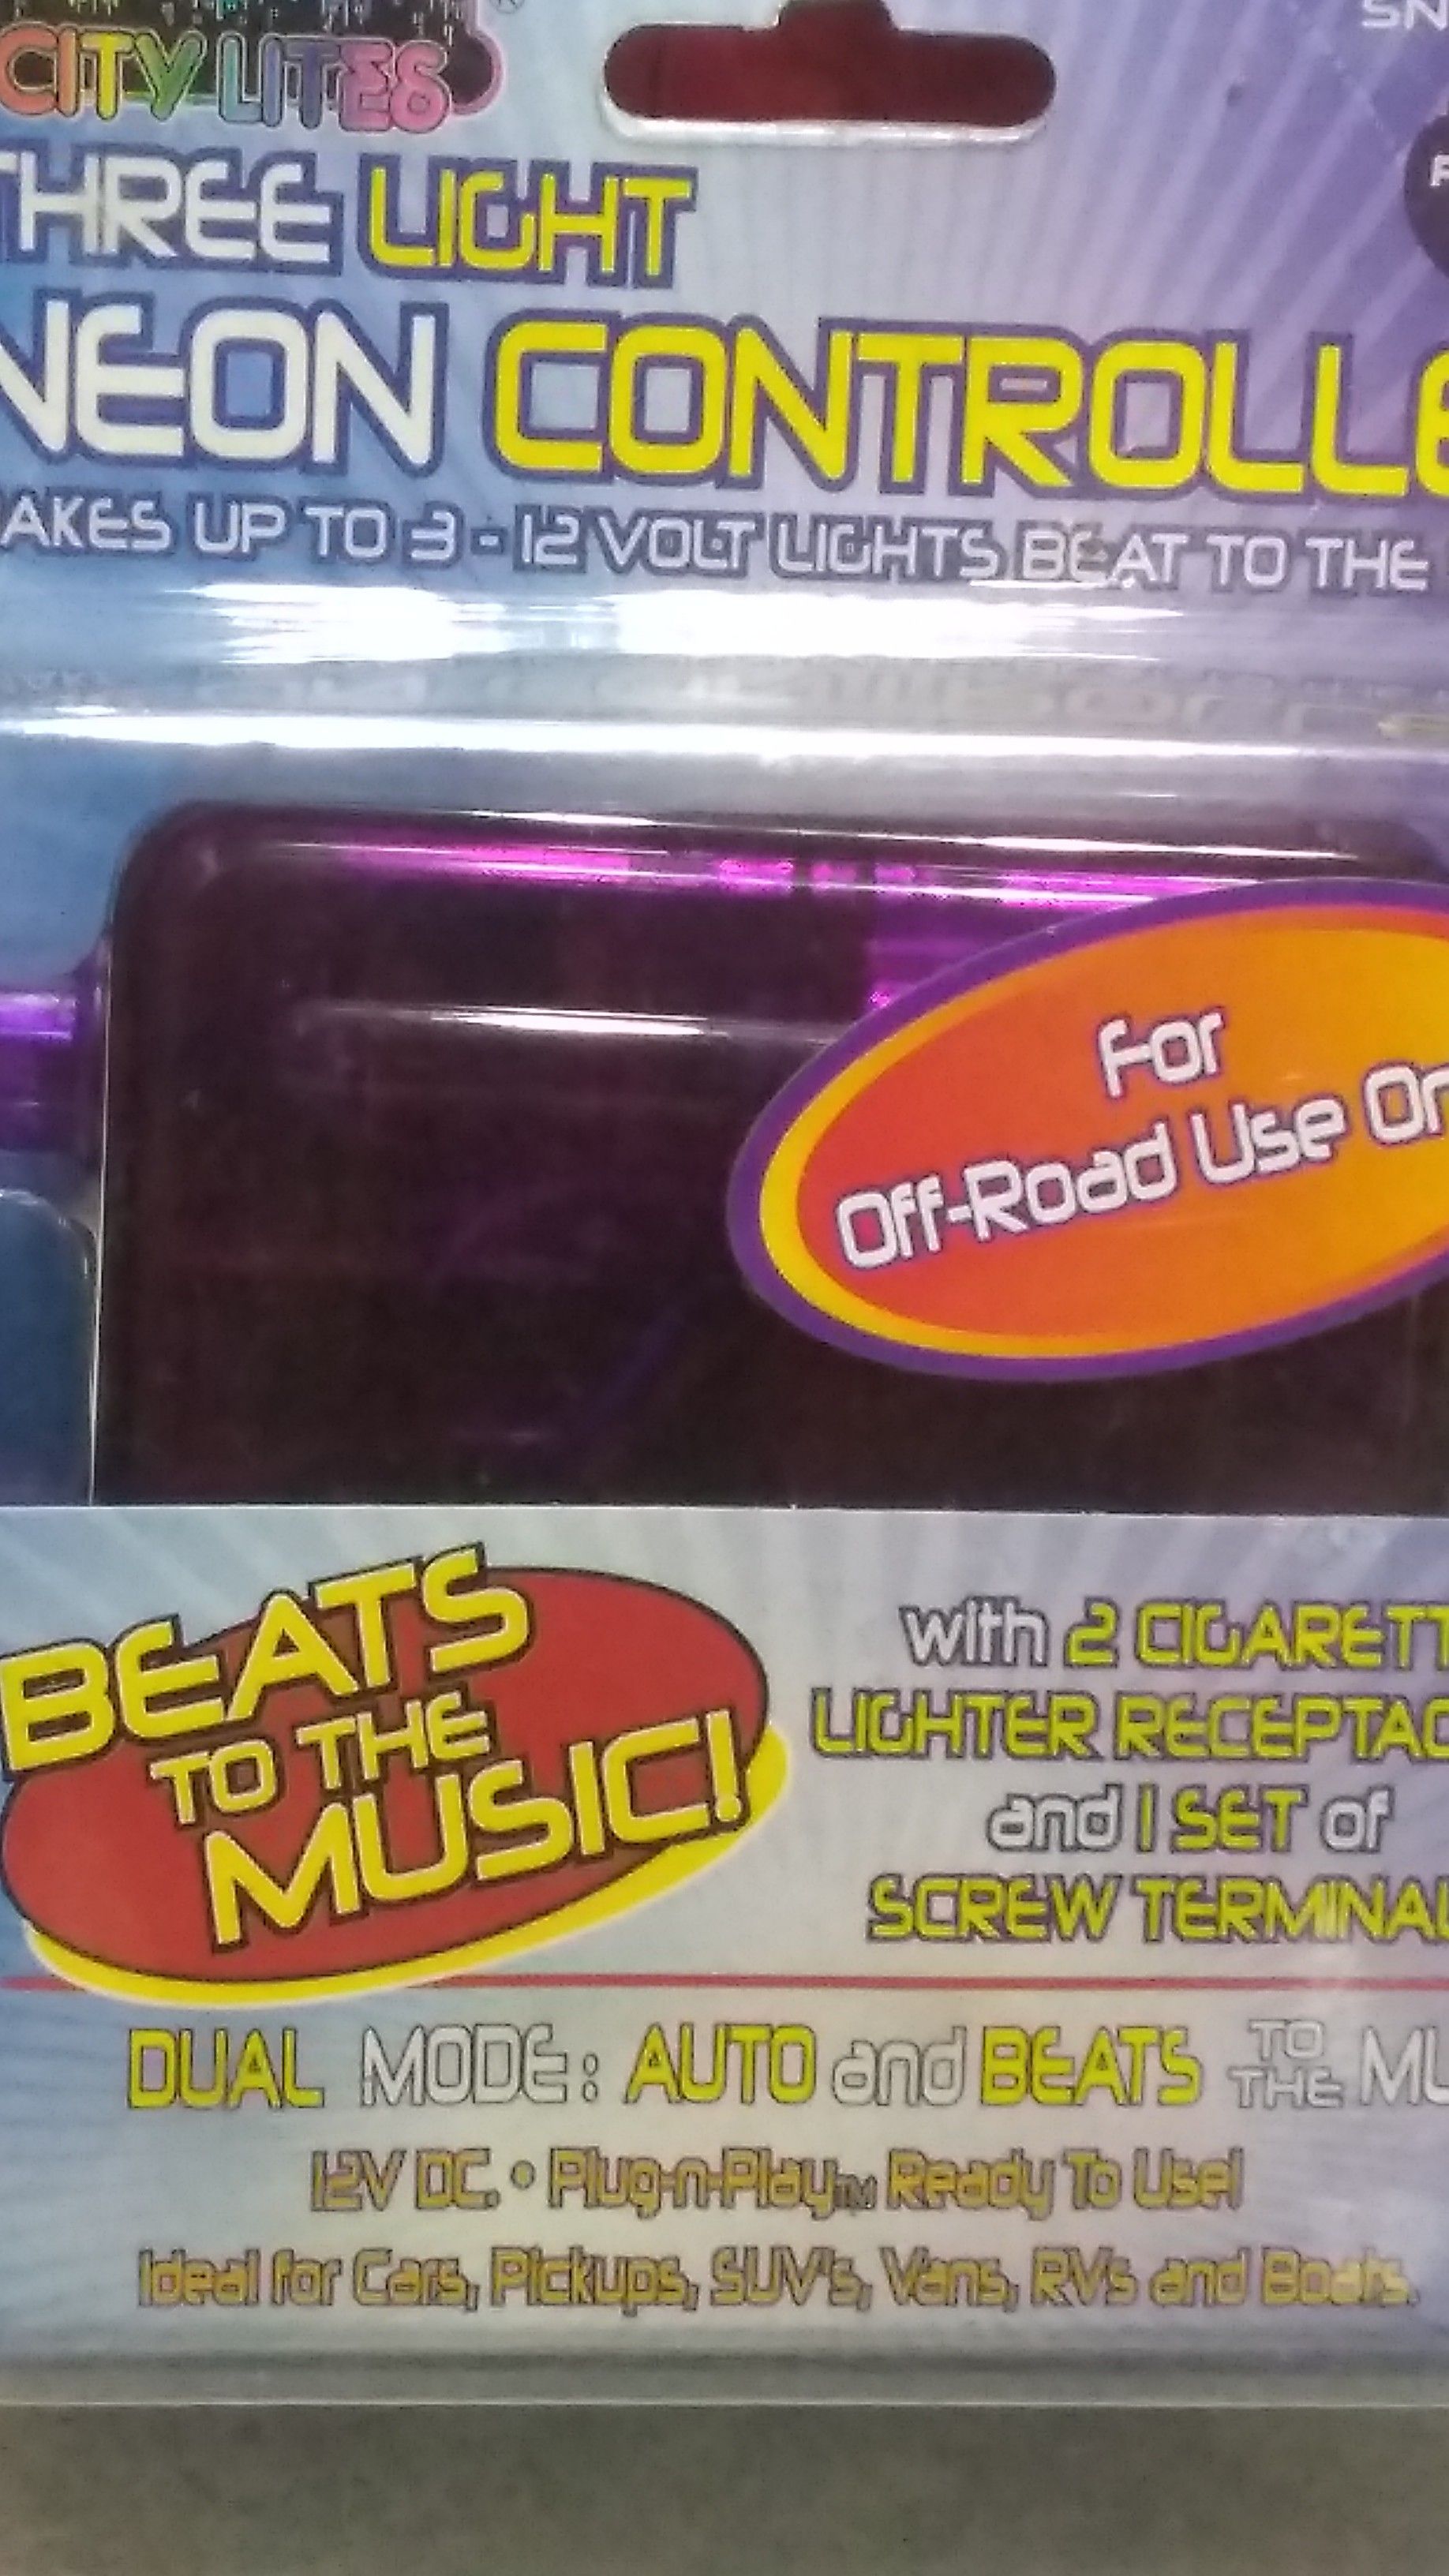 CITY LITES
®
SN
THREE LIGHT
NEON CONTROLLE
AKES UP TO 3 - 12 VOLT LIGHTS BEAT TO THE
For
Off-Road Use On
BEATS
TO THE
MUSIC!
with 2 CIGARETT
LIGHTER RECEPTAC
and 1 SET of
SCREW TERMINAL
DUAL MODE: AUTO and BEATS TO THE MU
12V DC. • Plug-n-Play™ Ready To Use!
Ideal for Cars, Pickups, SUV's, Vans, RVs and Boats.